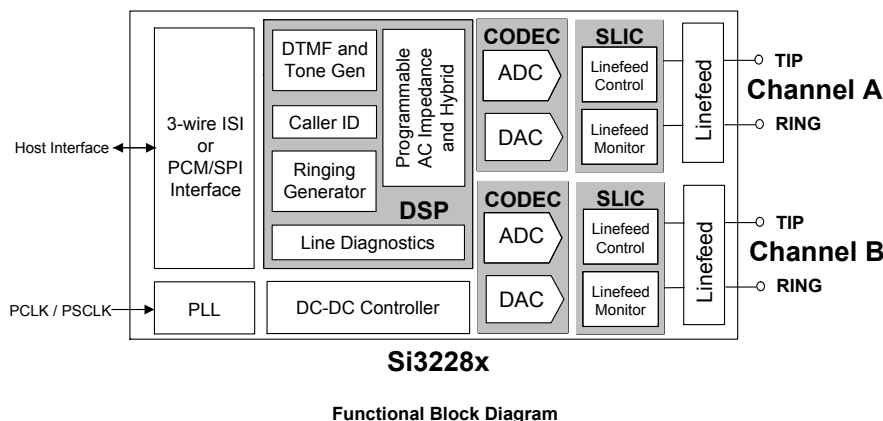 Host Interface
PCLK / PSCLK
3-wire ISI
or
PCM/SPI
Interface
PLL
DTMF and
Tone Gen
Caller ID
Ringing
Generator
Programmable
AC Impedance
and Hybrid
DSP
Line Diagnostics
DC-DC Controller
CODEC
ADC
DAC
SLIC
Linefeed
Control
Linefeed
Monitor
Linefeed
TIP
Channel A
RING
CODEC
ADC
DAC
SLIC
Linefeed
Control
Linefeed
Monitor
Linefeed
TIP
Channel B
RING
Si3228x
Functional Block Diagram